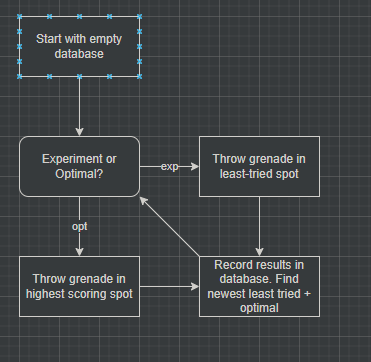 Start with empty
database
Experiment or
Optimal?
exp
Throw grenade in
least-tried spot
opt
Throw grenade in
highest scoring spot
Record results in
database. Find
newest least tried +
optimal